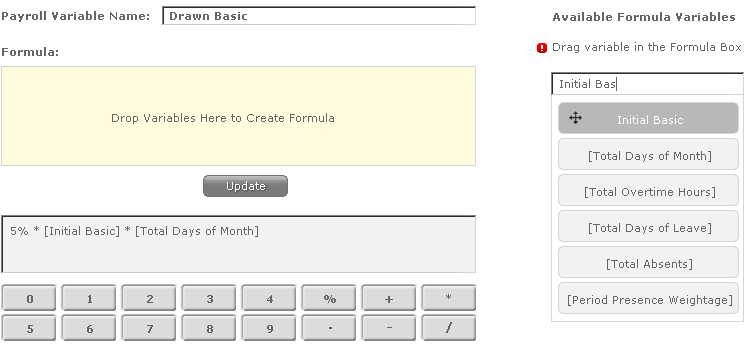 Payroll Variable Name: Drawn Basic
Formula:
Drop Variables Here to Create Formula
Update
5% * [Initial Basic] * [Total Days of Month]
0 1 2 3 4 % + *
5 6 7 8 9 . - /
Available Formula Variables
! Drag variable in the Formula Box
Initial Bas
Initial Basic
[Total Days of Month]
[Total Overtime Hours]
[Total Days of Leave]
[Total Absents]
[Period Presence Weightage]